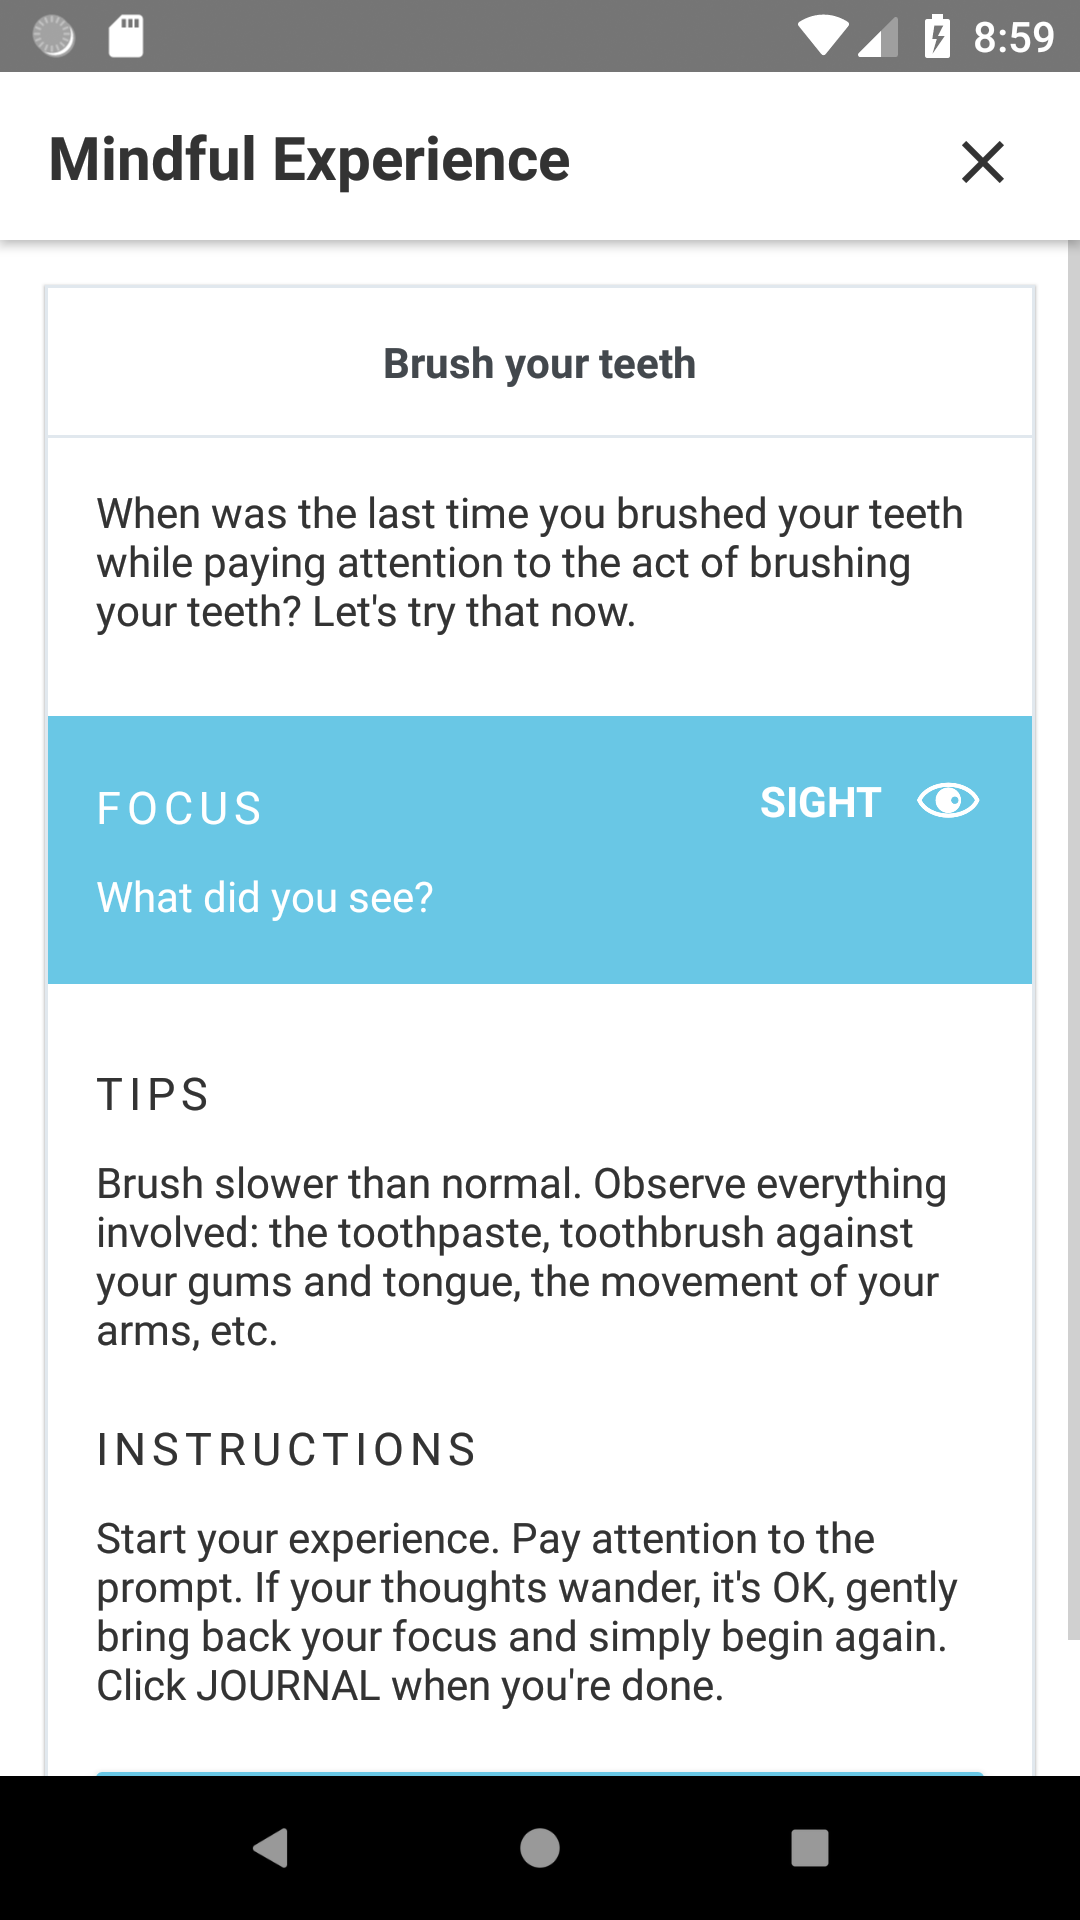 8:59
Mindful Experience
Brush your teeth
When was the last time you brushed your teeth
while paying attention to the act of brushing
your teeth? Let's try that now.
FOCUS
SIGHT
What did you see?
TIPS
Brush slower than normal. Observe everything
involved: the toothpaste, toothbrush against
your gums and tongue, the movement of your
arms, etc.
INSTRUCTIONS
Start your experience. Pay attention to the
prompt. If your thoughts wander, it's OK, gently
bring back your focus and simply begin again.
Click JOURNAL when you're done.